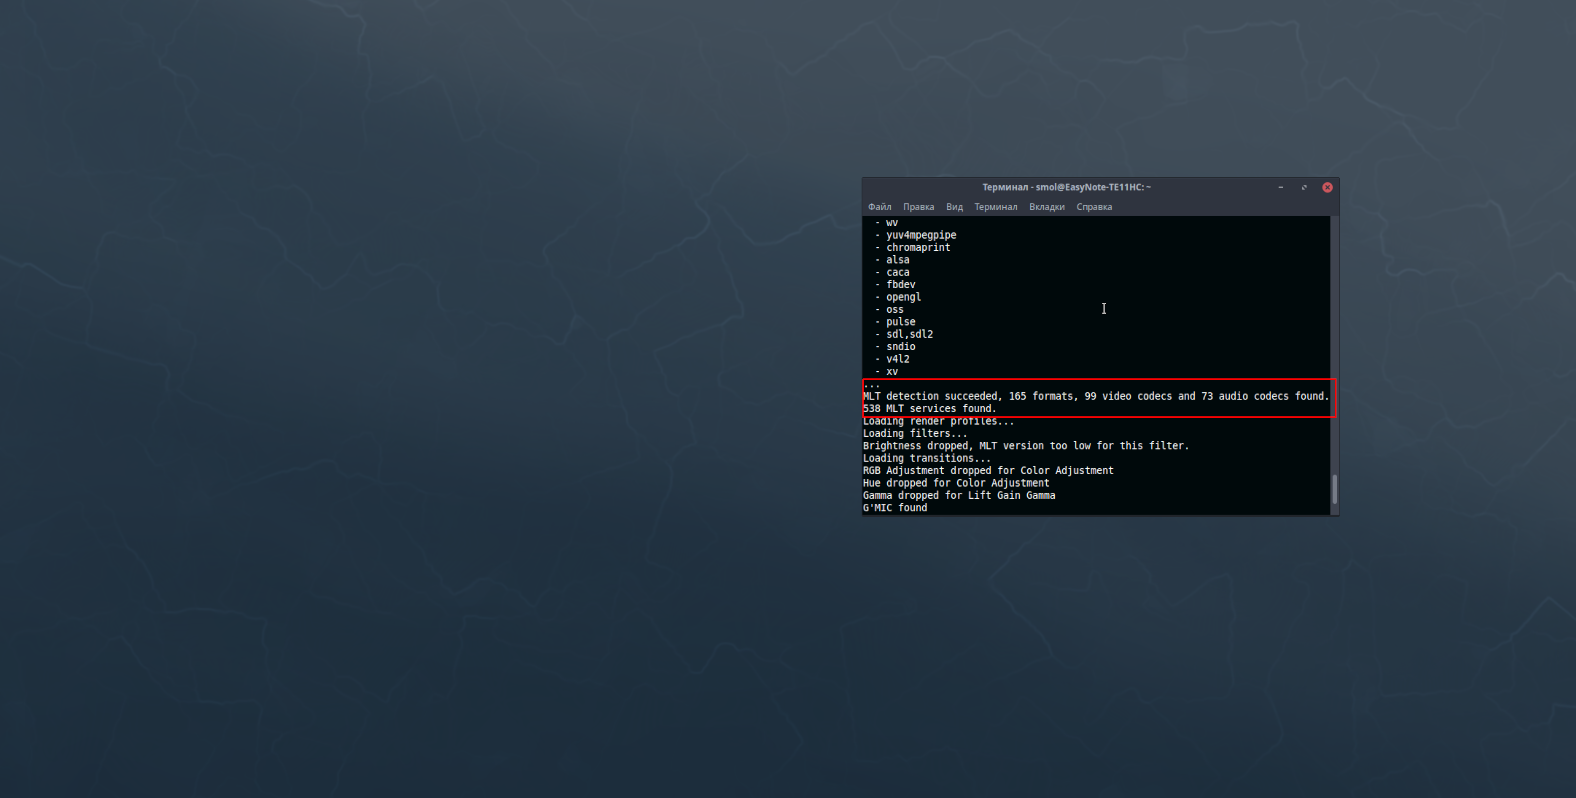 Терминал - smol@EasyNote-TE11HC: ~
Файл Правка Вид Терминал Вкладки Справка
- wv
- yuv4mpegpipe
- chromaprint
- alsa
- caca
- fbdev
- opengl
- oss
- pulse
- sdl,sdl2
- sndio
- v4l2
- xv
...
MLT detection succeeded, 165 formats, 99 video codecs and 73 audio codecs found.
538 MLT services found.
Loading render profiles...
Loading filters...
Brightness dropped, MLT version too low for this filter.
Loading transitions...
RGB Adjustment dropped for Color Adjustment
Hue dropped for Color Adjustment
Gamma dropped for Lift Gain Gamma
G'MIC found